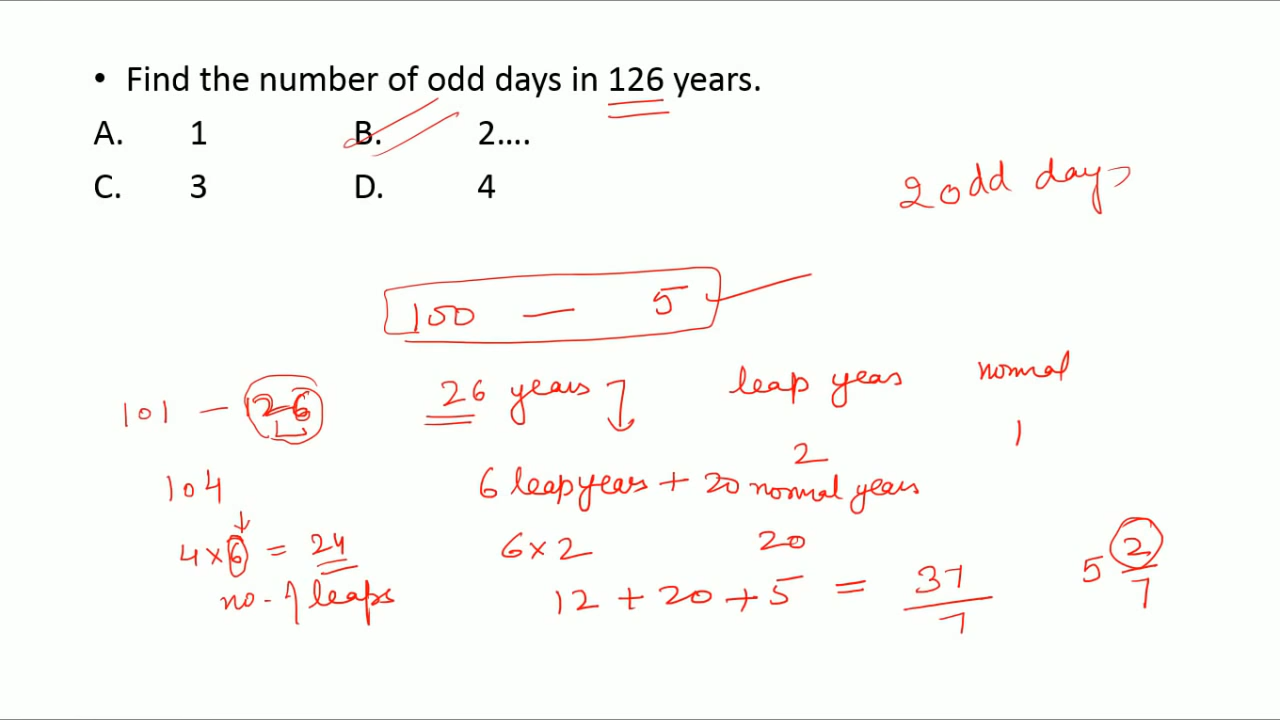 • Find the number of odd days in 126 years.
A. 1 B. 2....
C. 3 D. 4
2 odd days
100 — 5
101 — 126 26 years leap years normal
2 1
104 6 leap years + 20 normal years
4 × 6 = 24 6 × 2 20
no - of leaps 12 + 20 + 5 = 37/7 5 2/7